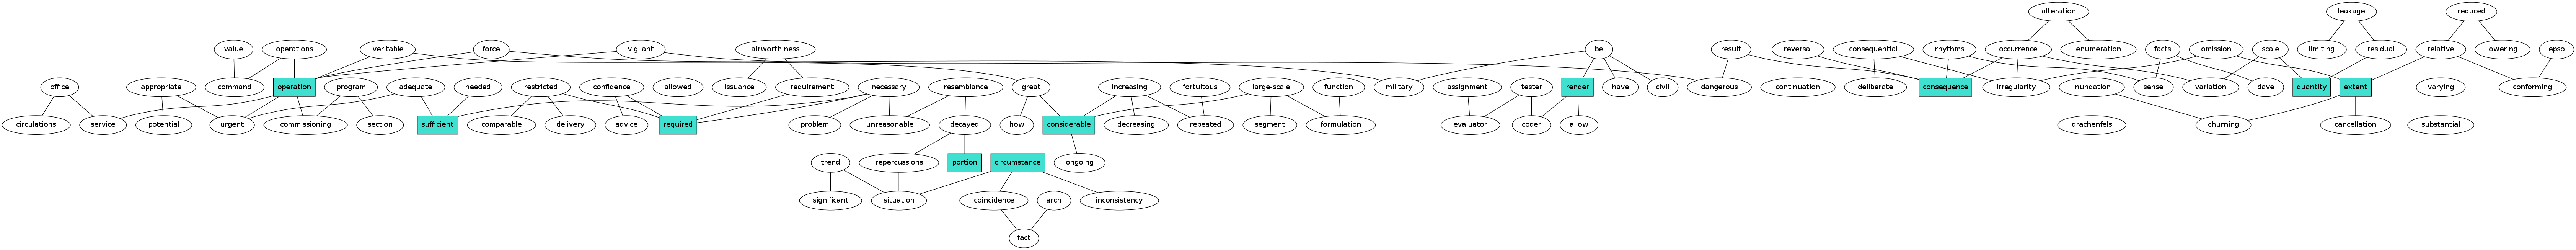 alteration leakage reduced
value operations veritable force vigilant airworthiness be result reversal consequential rhythms occurrence enumeration facts omission scale limiting residual relative lowering epso
office appropriate command operation program adequate needed restricted confidence allowed issuance requirement necessary resemblance great increasing fortuitous large-scale function military assignment tester render have civil dangerous continuation deliberate consequence irregularity inundation sense variation dave quantity extent varying conforming
circulations service potential urgent commissioning section sufficient comparable delivery advice required problem unreasonable decayed how considerable decreasing repeated segment formulation evaluator coder allow drachenfels churning cancellation substantial
trend repercussions portion circumstance ongoing
significant situation coincidence arch inconsistency
fact